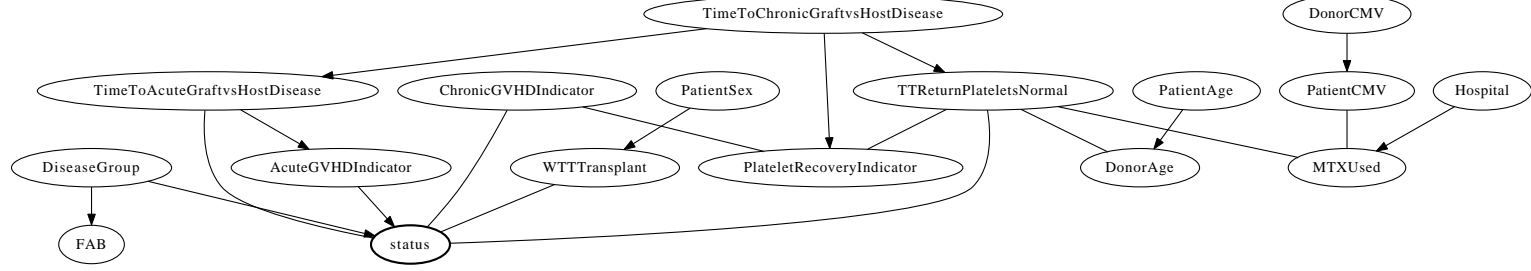 TimeToChronicGraftvsHostDisease
DonorCMV
TimeToAcuteGraftvsHostDisease
ChronicGVHDIndicator
PatientSex
TTReturnPlateletsNormal
PatientAge
PatientCMV
Hospital
DiseaseGroup
AcuteGVHDIndicator
WTTTransplant
PlateletRecoveryIndicator
DonorAge
MTXUsed
FAB
status